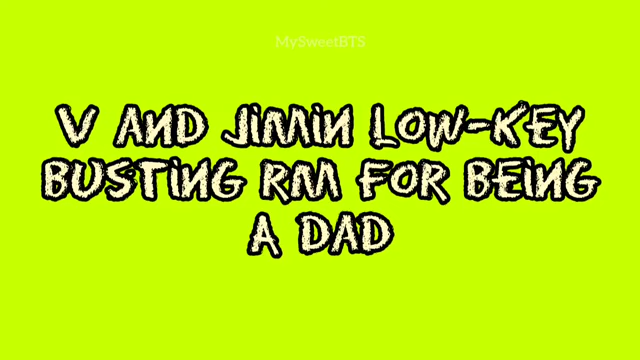 MySweetBTS
V AND JIMIN LOW-KEY
BUSTING RM FOR BEING
A DAD